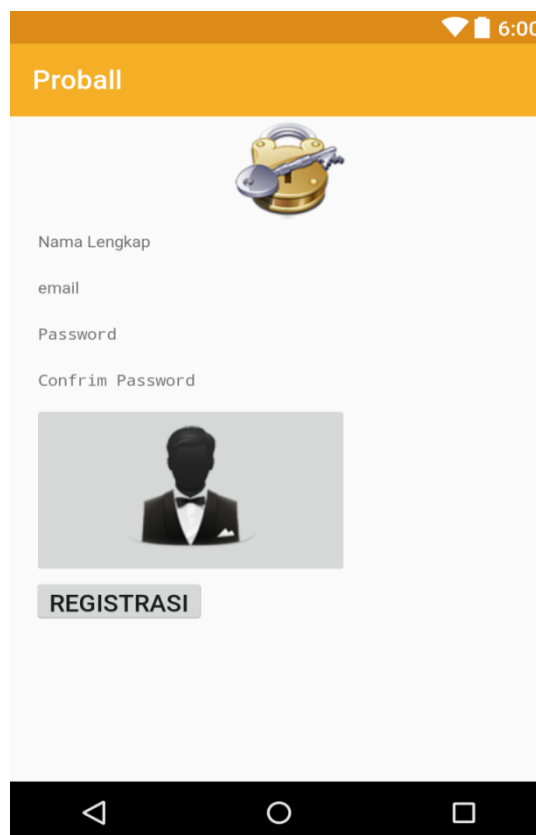 6:00
Proball
Nama Lengkap
email
Password
Confrim Password
REGISTRASI